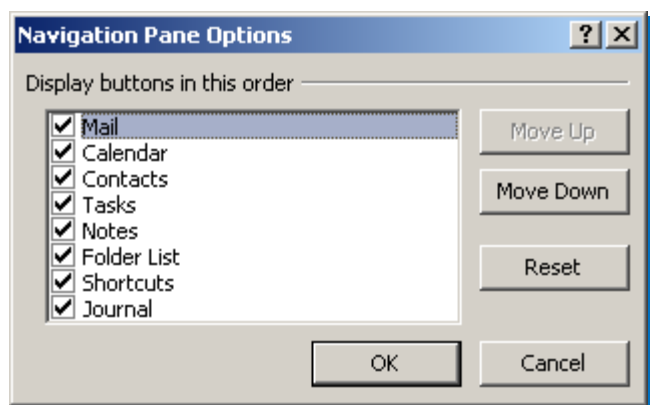 Navigation Pane Options
Display buttons in this order
Mail
Calendar
Contacts
Tasks
Notes
Folder List
Shortcuts
Journal
Move Up
Move Down
Reset
OK
Cancel